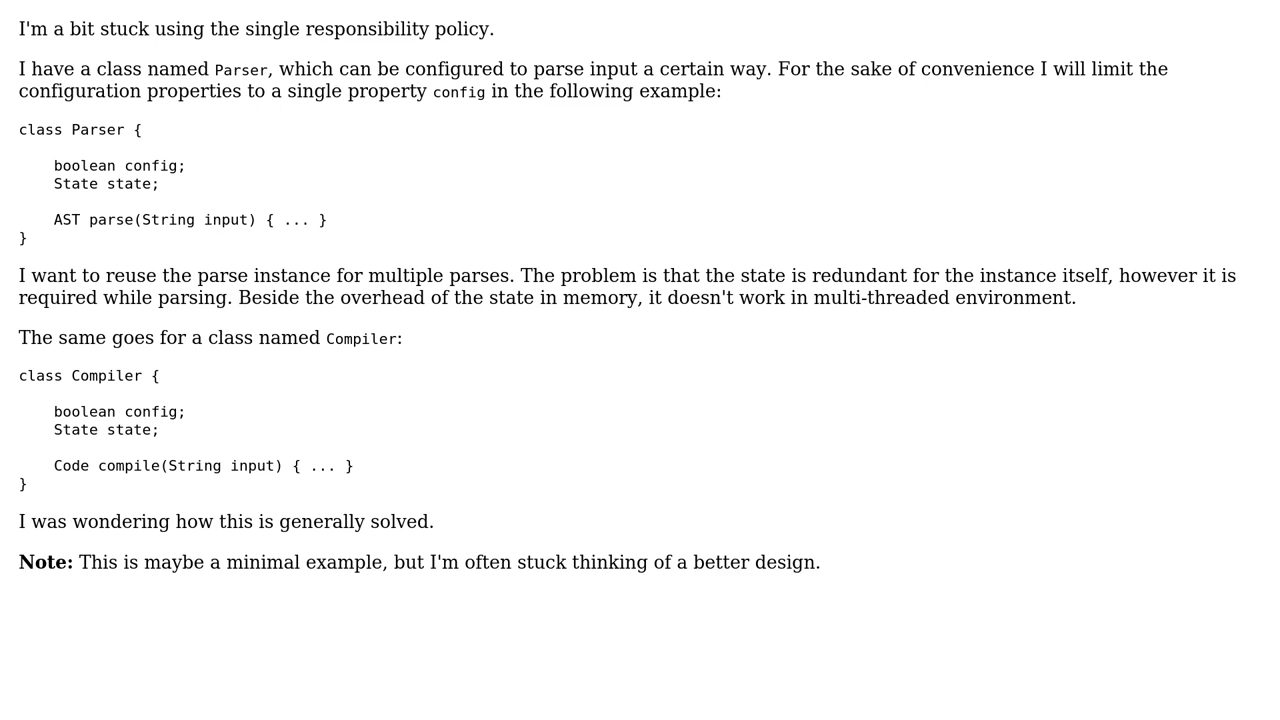 I'm a bit stuck using the single responsibility policy.
I have a class named Parser, which can be configured to parse input a certain way. For the sake of convenience I will limit the
configuration properties to a single property config in the following example:
class Parser {
    boolean config;
    State state;
    AST parse(String input) { ... }
}
I want to reuse the parse instance for multiple parses. The problem is that the state is redundant for the instance itself, however it is
required while parsing. Beside the overhead of the state in memory, it doesn't work in multi-threaded environment.
The same goes for a class named Compiler:
class Compiler {
    boolean config;
    State state;
    Code compile(String input) { ... }
}
I was wondering how this is generally solved.
Note: This is maybe a minimal example, but I'm often stuck thinking of a better design.